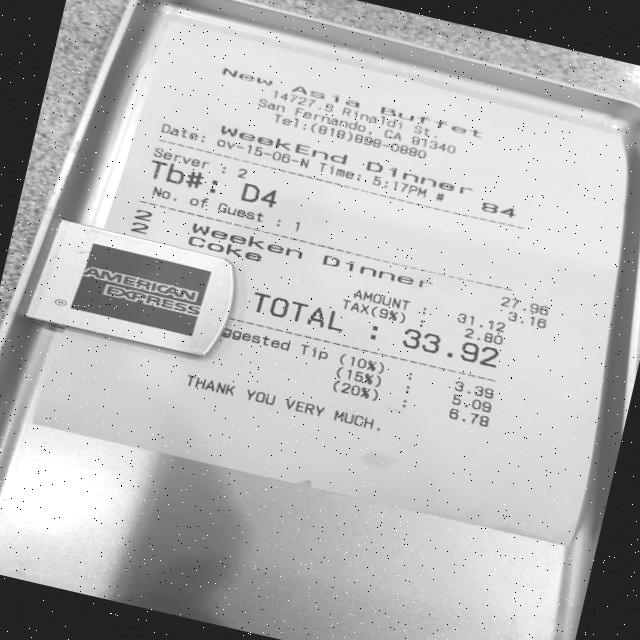 New Asia Buffet
14727.8 Rinaldi St.
San Fernando, CA 91340
Tel:(818)898-0880
WeekEnd Dinner 84
Date: ov-15-06-N Time: 5:17PM #
Server : 2
Tb#: D4
No. of Guest : 1
2 Weeken Dinner 27.96
2 Coke 3.16
AMOUNT : 31.12
TAX(9%) : 2.80
TOTAL : 33.92
ggested Tip (10%) : 3.39
(15%) : 5.09
(20%) : 6.78
THANK YOU VERY MUCH.
AMERICAN
EXPRESS
®